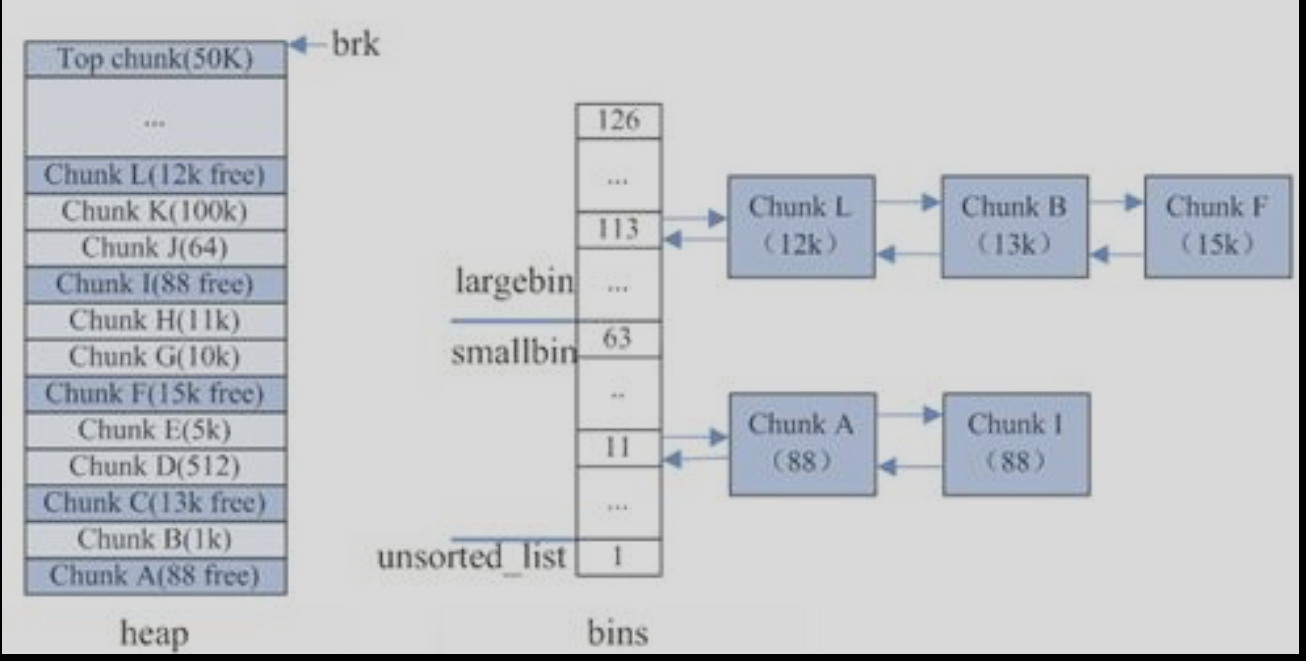 brk
Top chunk(50K)
...
Chunk L(12k free)
Chunk K(100k)
Chunk J(64)
Chunk I(88 free)
Chunk H(11k)
Chunk G(10k)
Chunk F(15k free)
Chunk E(5k)
Chunk D(512)
Chunk C(13k free)
Chunk B(1k)
Chunk A(88 free)
heap
126
...
113
largebin
...
smallbin
63
..
11
...
unsorted_list
1
bins
Chunk L
（12k）
Chunk B
（13k）
Chunk F
（15k）
Chunk A
（88）
Chunk I
（88）